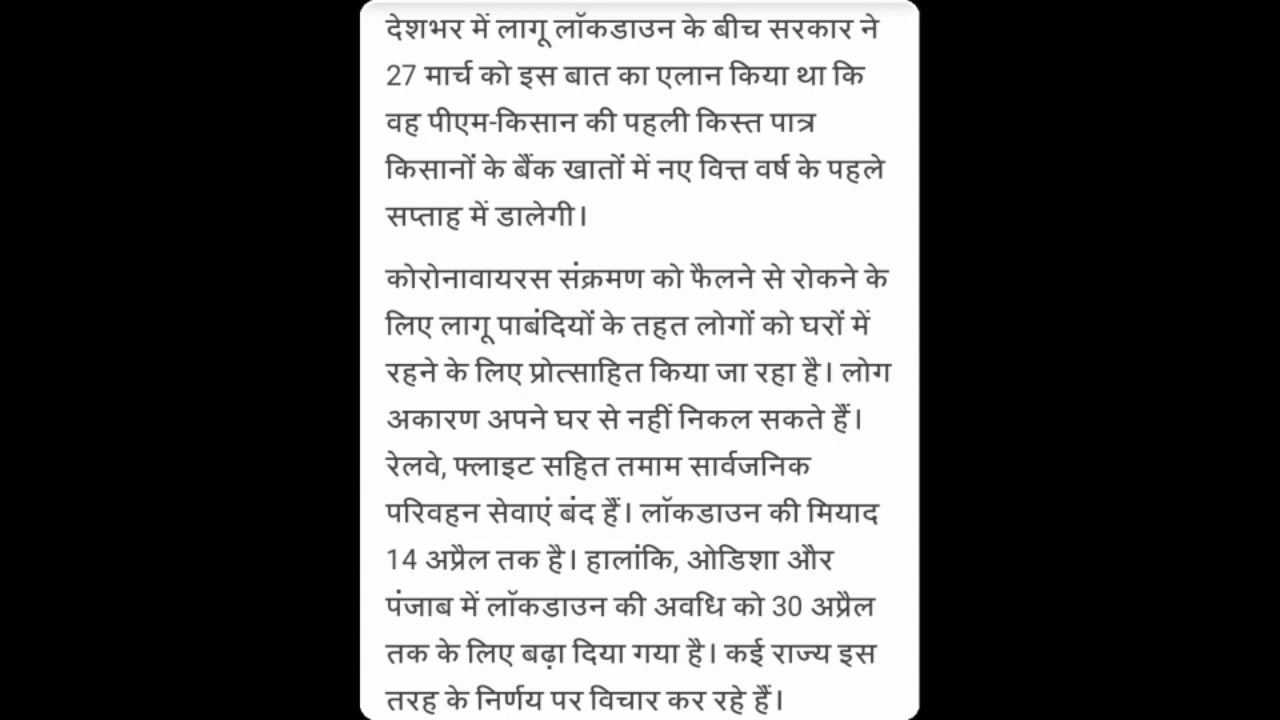 देशभर में लागू लॉकडाउन के बीच सरकार ने
27 मार्च को इस बात का एलान किया था कि
वह पीएम-किसान की पहली किस्त पात्र
किसानों के बैंक खातों में नए वित्त वर्ष के पहले
सप्ताह में डालेगी।
कोरोनावायरस संक्रमण को फैलने से रोकने के
लिए लागू पाबंदियों के तहत लोगों को घरों में
रहने के लिए प्रोत्साहित किया जा रहा है। लोग
अकारण अपने घर से नहीं निकल सकते हैं।
रेलवे, फ्लाइट सहित तमाम सार्वजनिक
परिवहन सेवाएं बंद हैं। लॉकडाउन की मियाद
14 अप्रैल तक है। हालांकि, ओडिशा और
पंजाब में लॉकडाउन की अवधि को 30 अप्रैल
तक के लिए बढ़ा दिया गया है। कई राज्य इस
तरह के निर्णय पर विचार कर रहे हैं।